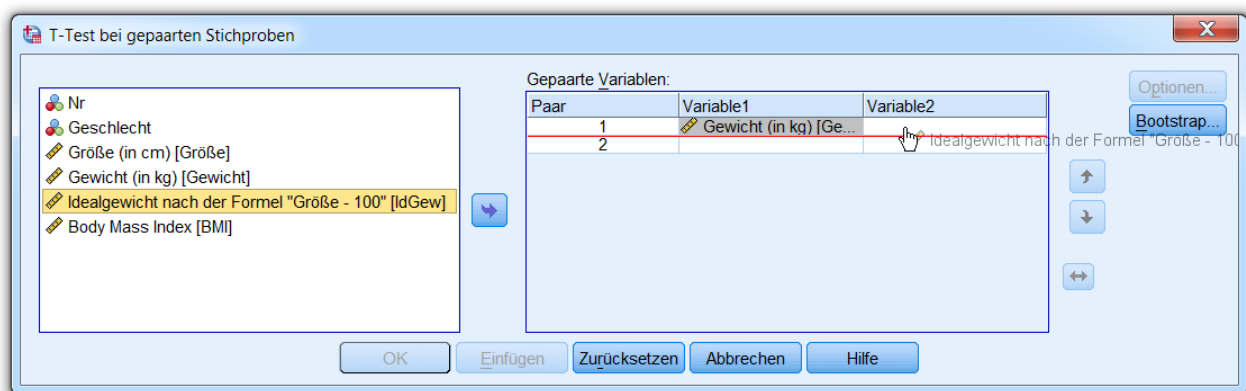 T-Test bei gepaarten Stichproben
Nr
Geschlecht
Größe (in cm) [Größe]
Gewicht (in kg) [Gewicht]
Idealgewicht nach der Formel "Größe - 100" [IdGew]
Body Mass Index [BMI]
Gepaarte Variablen:
Paar Variable1 Variable2
1 Gewicht (in kg) [Ge...
2
Idealgewicht nach der Formel "Größe - 100
Optionen...
Bootstrap...
OK Einfügen Zurücksetzen Abbrechen Hilfe